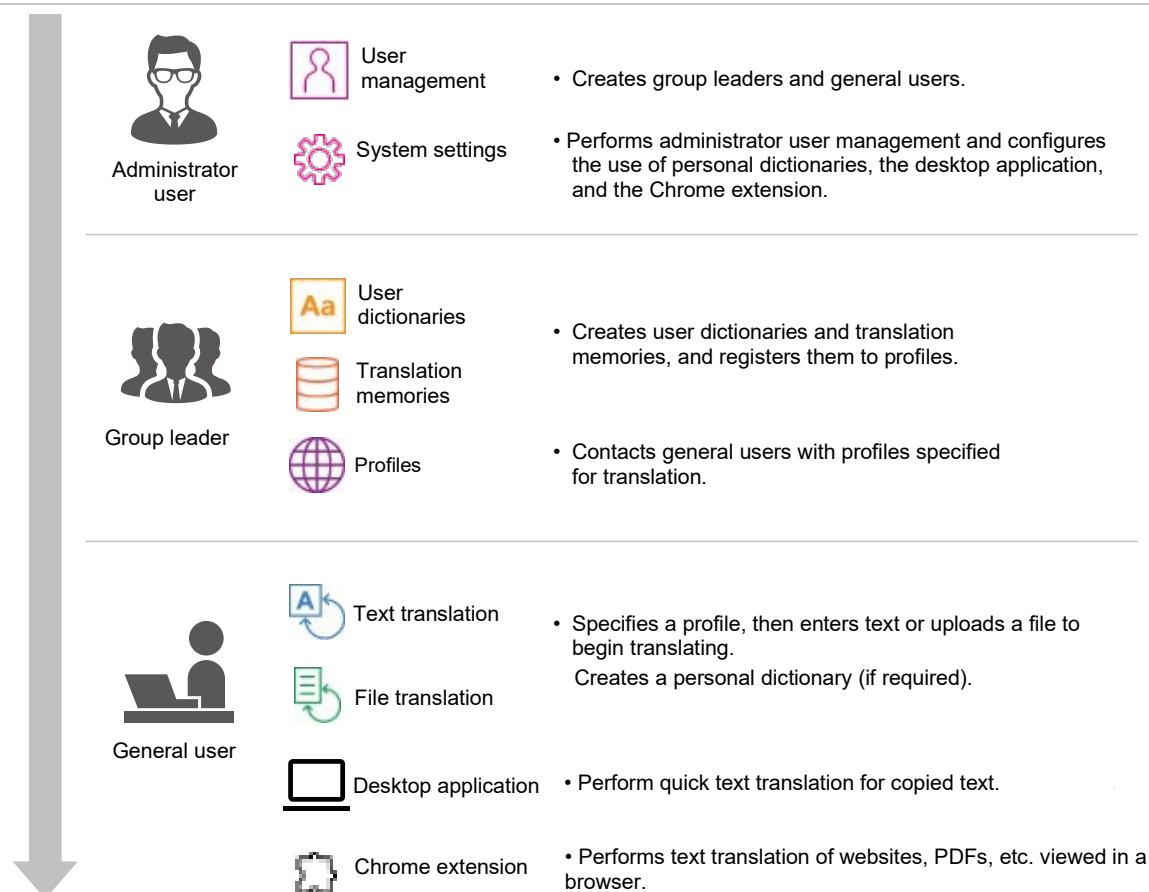 User
management
• Creates group leaders and general users.
System settings
• Performs administrator user management and configures
the use of personal dictionaries, the desktop application,
and the Chrome extension.
Administrator
user
User
dictionaries
Aa
• Creates user dictionaries and translation
memories, and registers them to profiles.
Translation
memories
Group leader
Profiles
• Contacts general users with profiles specified
for translation.
A
Text translation
• Specifies a profile, then enters text or uploads a file to
begin translating.
Creates a personal dictionary (if required).
File translation
General user
Desktop application
• Perform quick text translation for copied text.
Chrome extension
• Performs text translation of websites, PDFs, etc. viewed in a
browser.